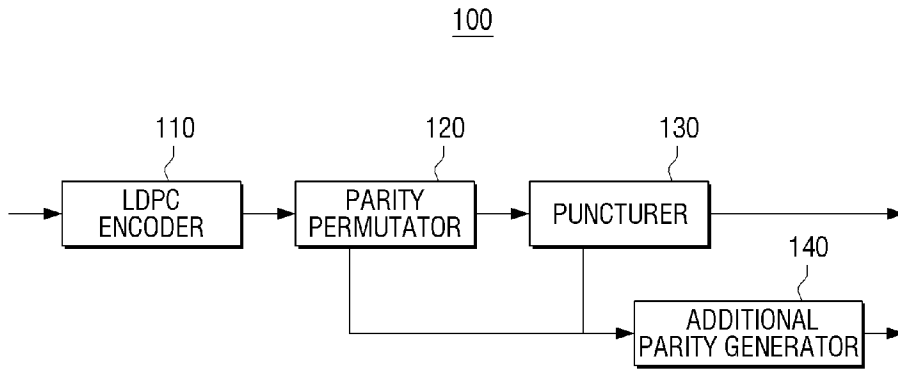 100
110
120
130
LDPC
ENCODER
PARITY
PERMUTATOR
PUNCTURER
140
ADDITIONAL
PARITY GENERATOR